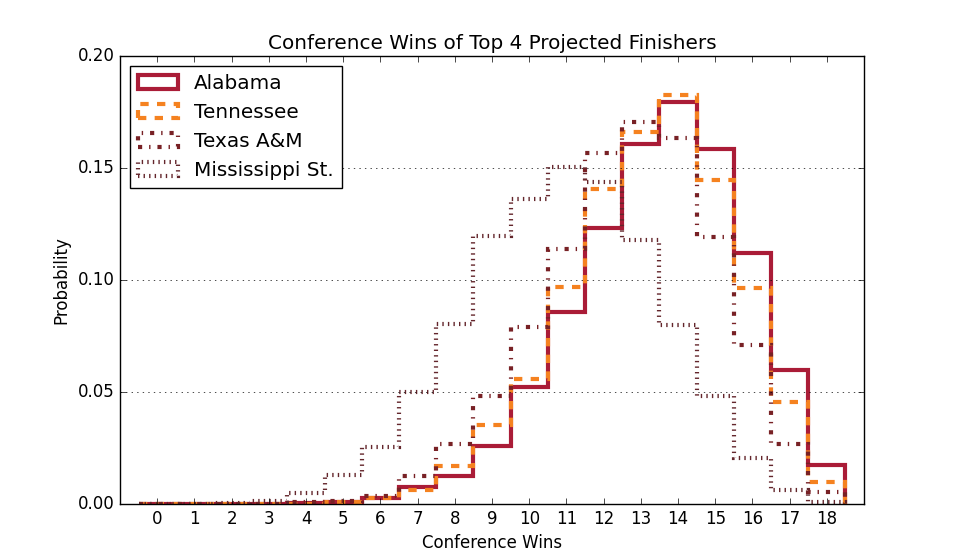 Conference Wins of Top 4 Projected Finishers
0.20
0.15
0.10
0.05
0.00
Probability
Alabama
Tennessee
Texas A&M
Mississippi St.
0 1 2 3 4 5 6 7 8 9 10 11 12 13 14 15 16 17 18
Conference Wins